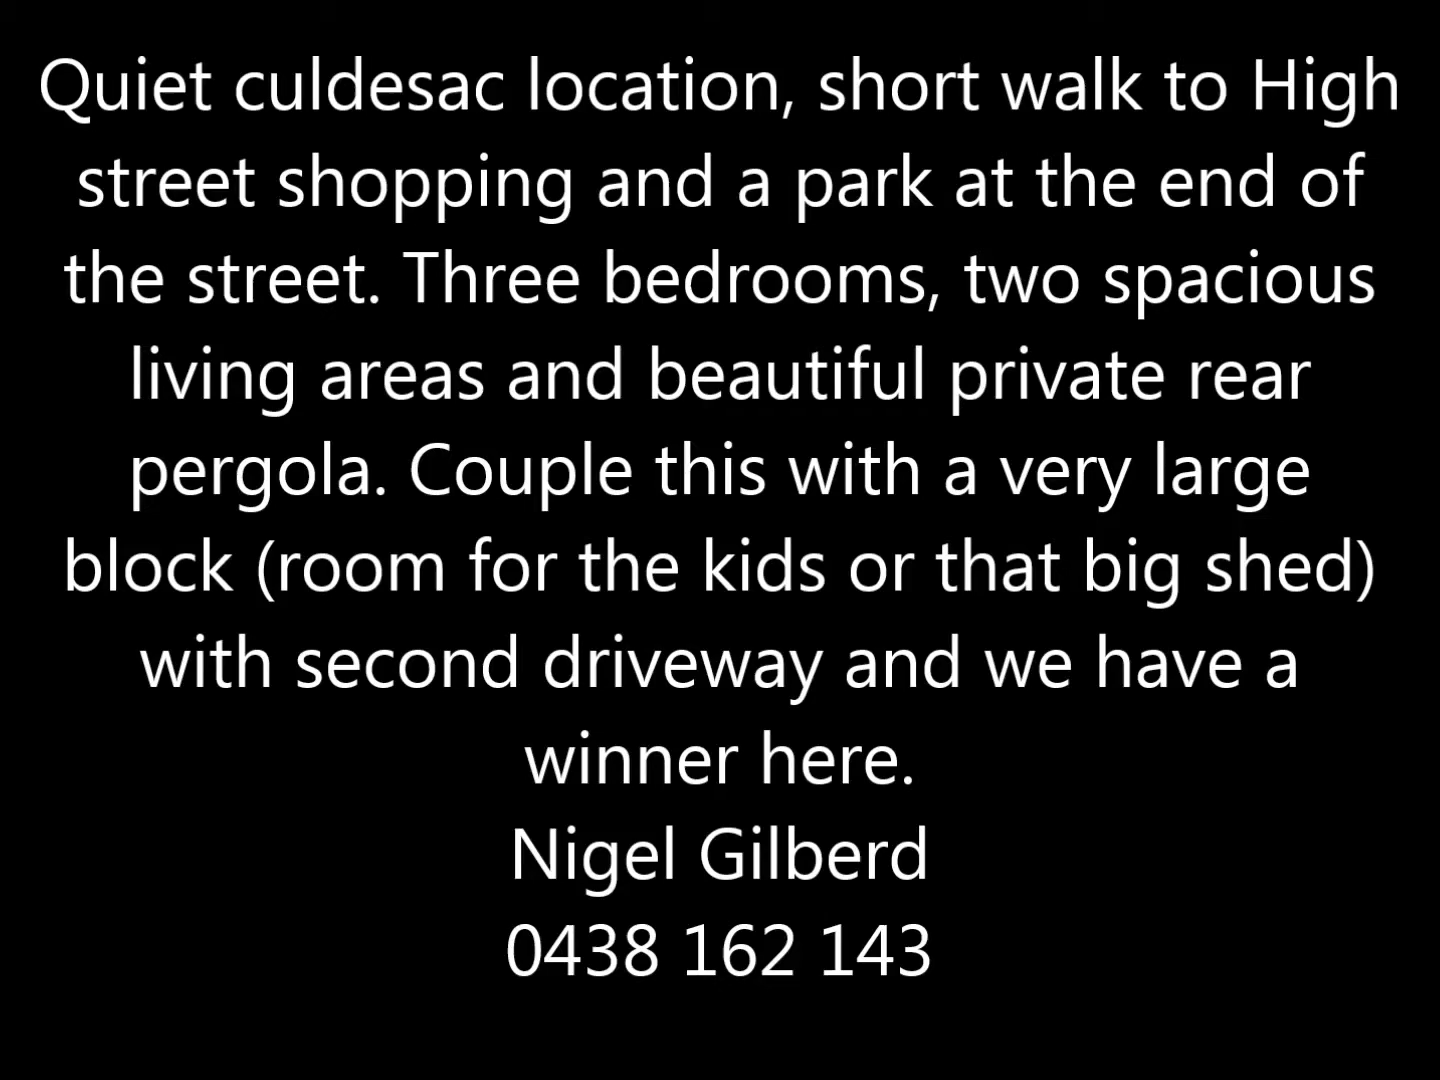 Quiet culdesac location, short walk to High
street shopping and a park at the end of
the street. Three bedrooms, two spacious
living areas and beautiful private rear
pergola. Couple this with a very large
block (room for the kids or that big shed)
with second driveway and we have a
winner here.
Nigel Gilberd
0438 162 143